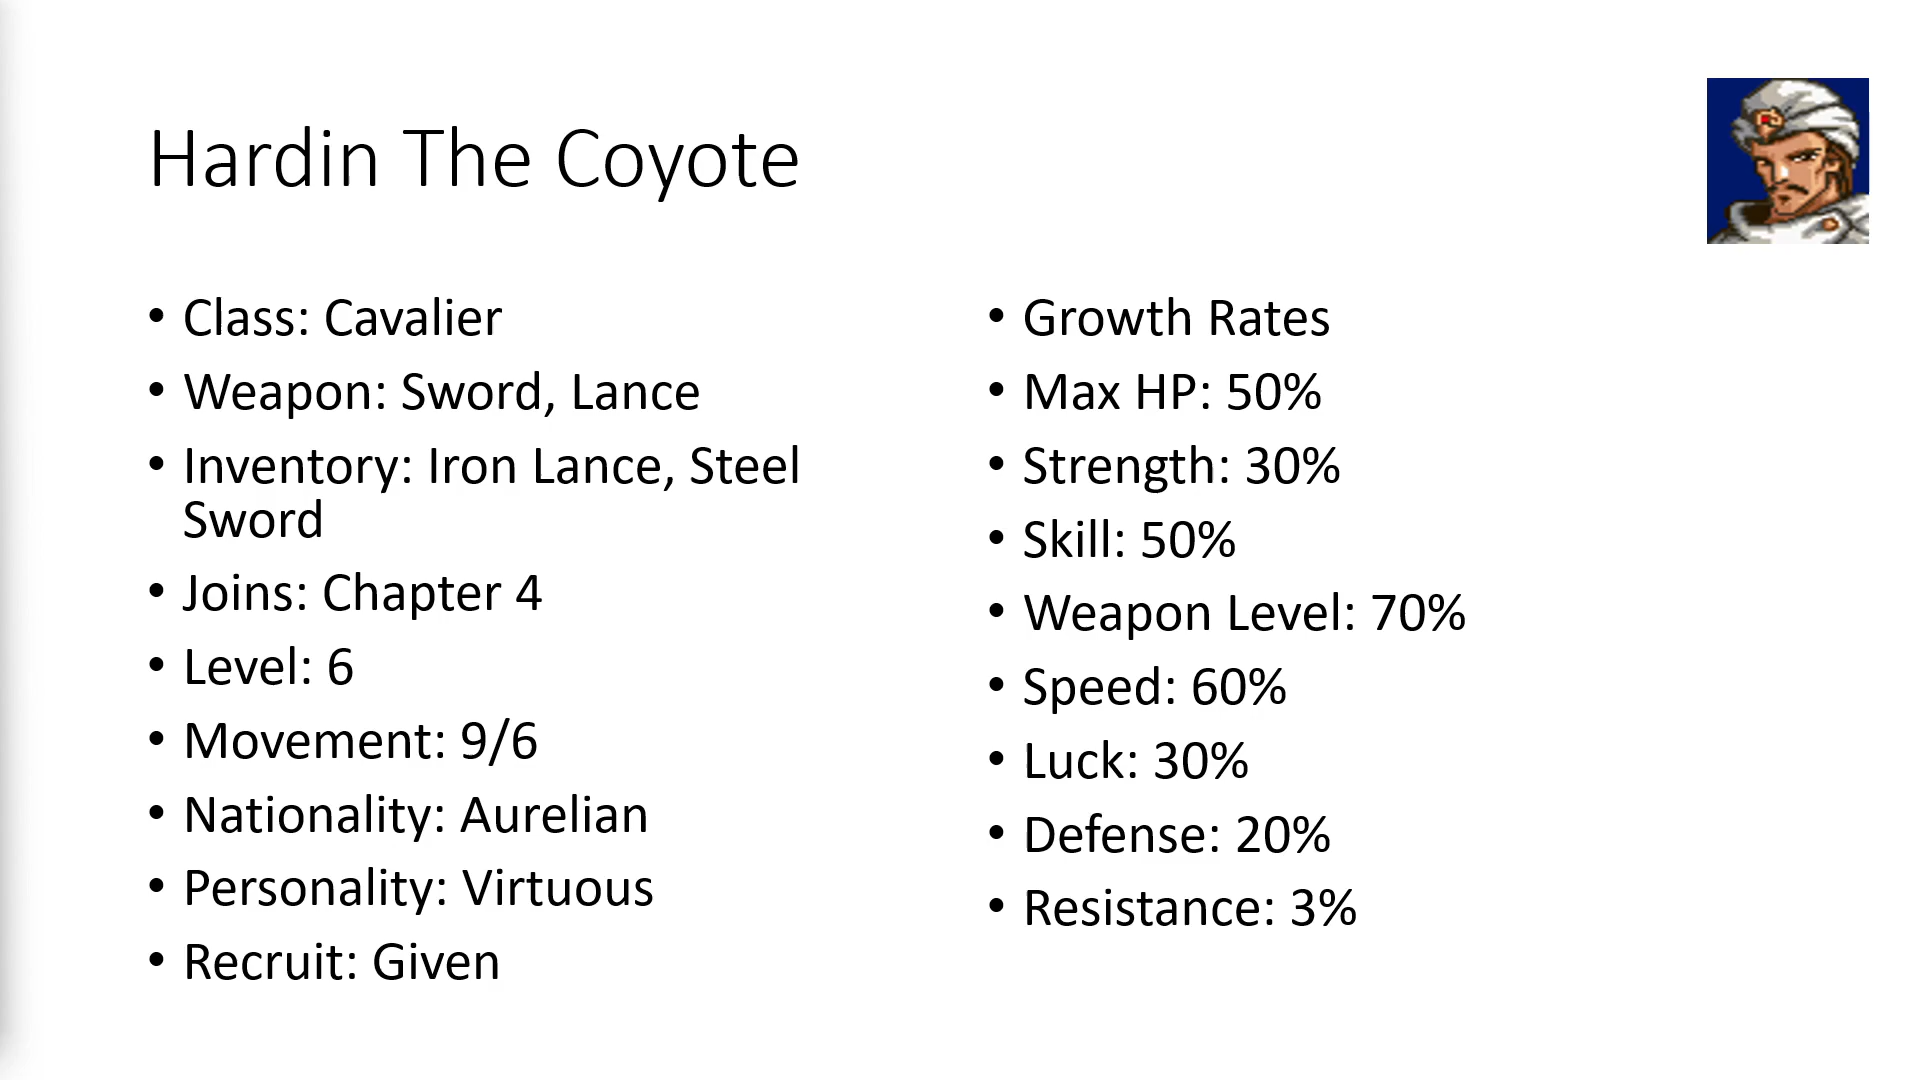 Hardin The Coyote
• Class: Cavalier
• Weapon: Sword, Lance
• Inventory: Iron Lance, Steel
Sword
• Joins: Chapter 4
• Level: 6
• Movement: 9/6
• Nationality: Aurelian
• Personality: Virtuous
• Recruit: Given
• Growth Rates
• Max HP: 50%
• Strength: 30%
• Skill: 50%
• Weapon Level: 70%
• Speed: 60%
• Luck: 30%
• Defense: 20%
• Resistance: 3%